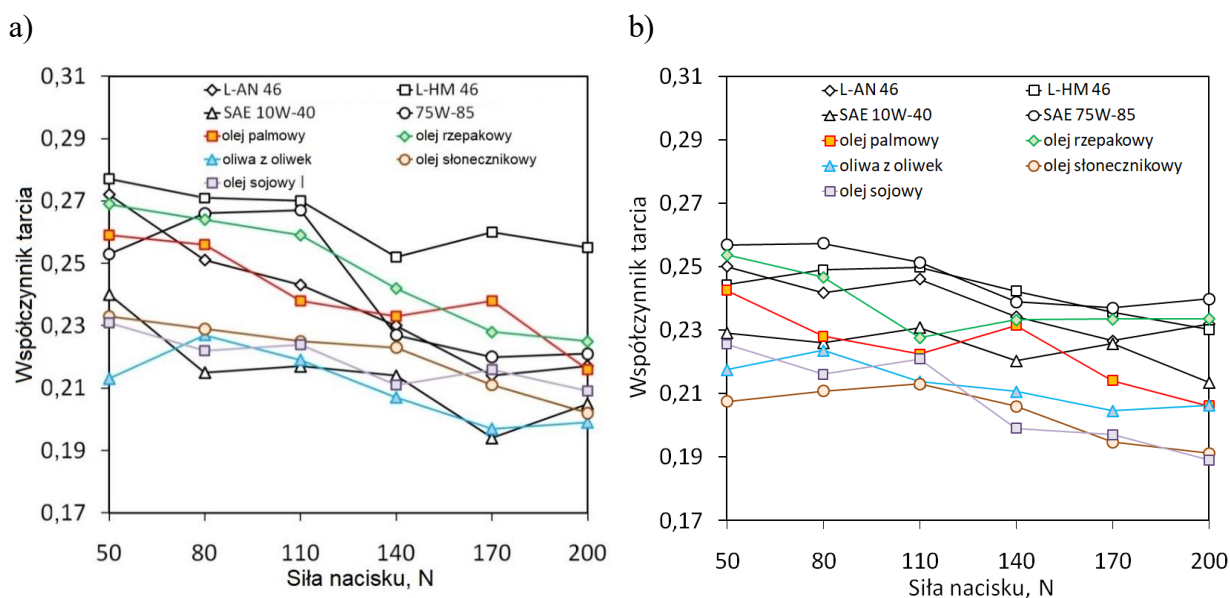 a)
0,31
0,29
0,27
0,25
0,23
0,21
0,19
0,17
Współczynnik tarcia
L-AN 46 L-HM 46
SAE 10W-40 75W-85
olej palmowy olej rzepakowy
oliwa z oliwek olej słonecznikowy
olej sojowy |
50 80 110 140 170 200
Siła nacisku, N
b)
0,31
0,29
0,27
0,25
0,23
0,21
0,19
0,17
Współczynnik tarcia
L-AN 46 L-HM 46
SAE 10W-40 SAE 75W-85
olej palmowy olej rzepakowy
oliwa z oliwek olej słonecznikowy
olej sojowy
50 80 110 140 170 200
Siła nacisku, N